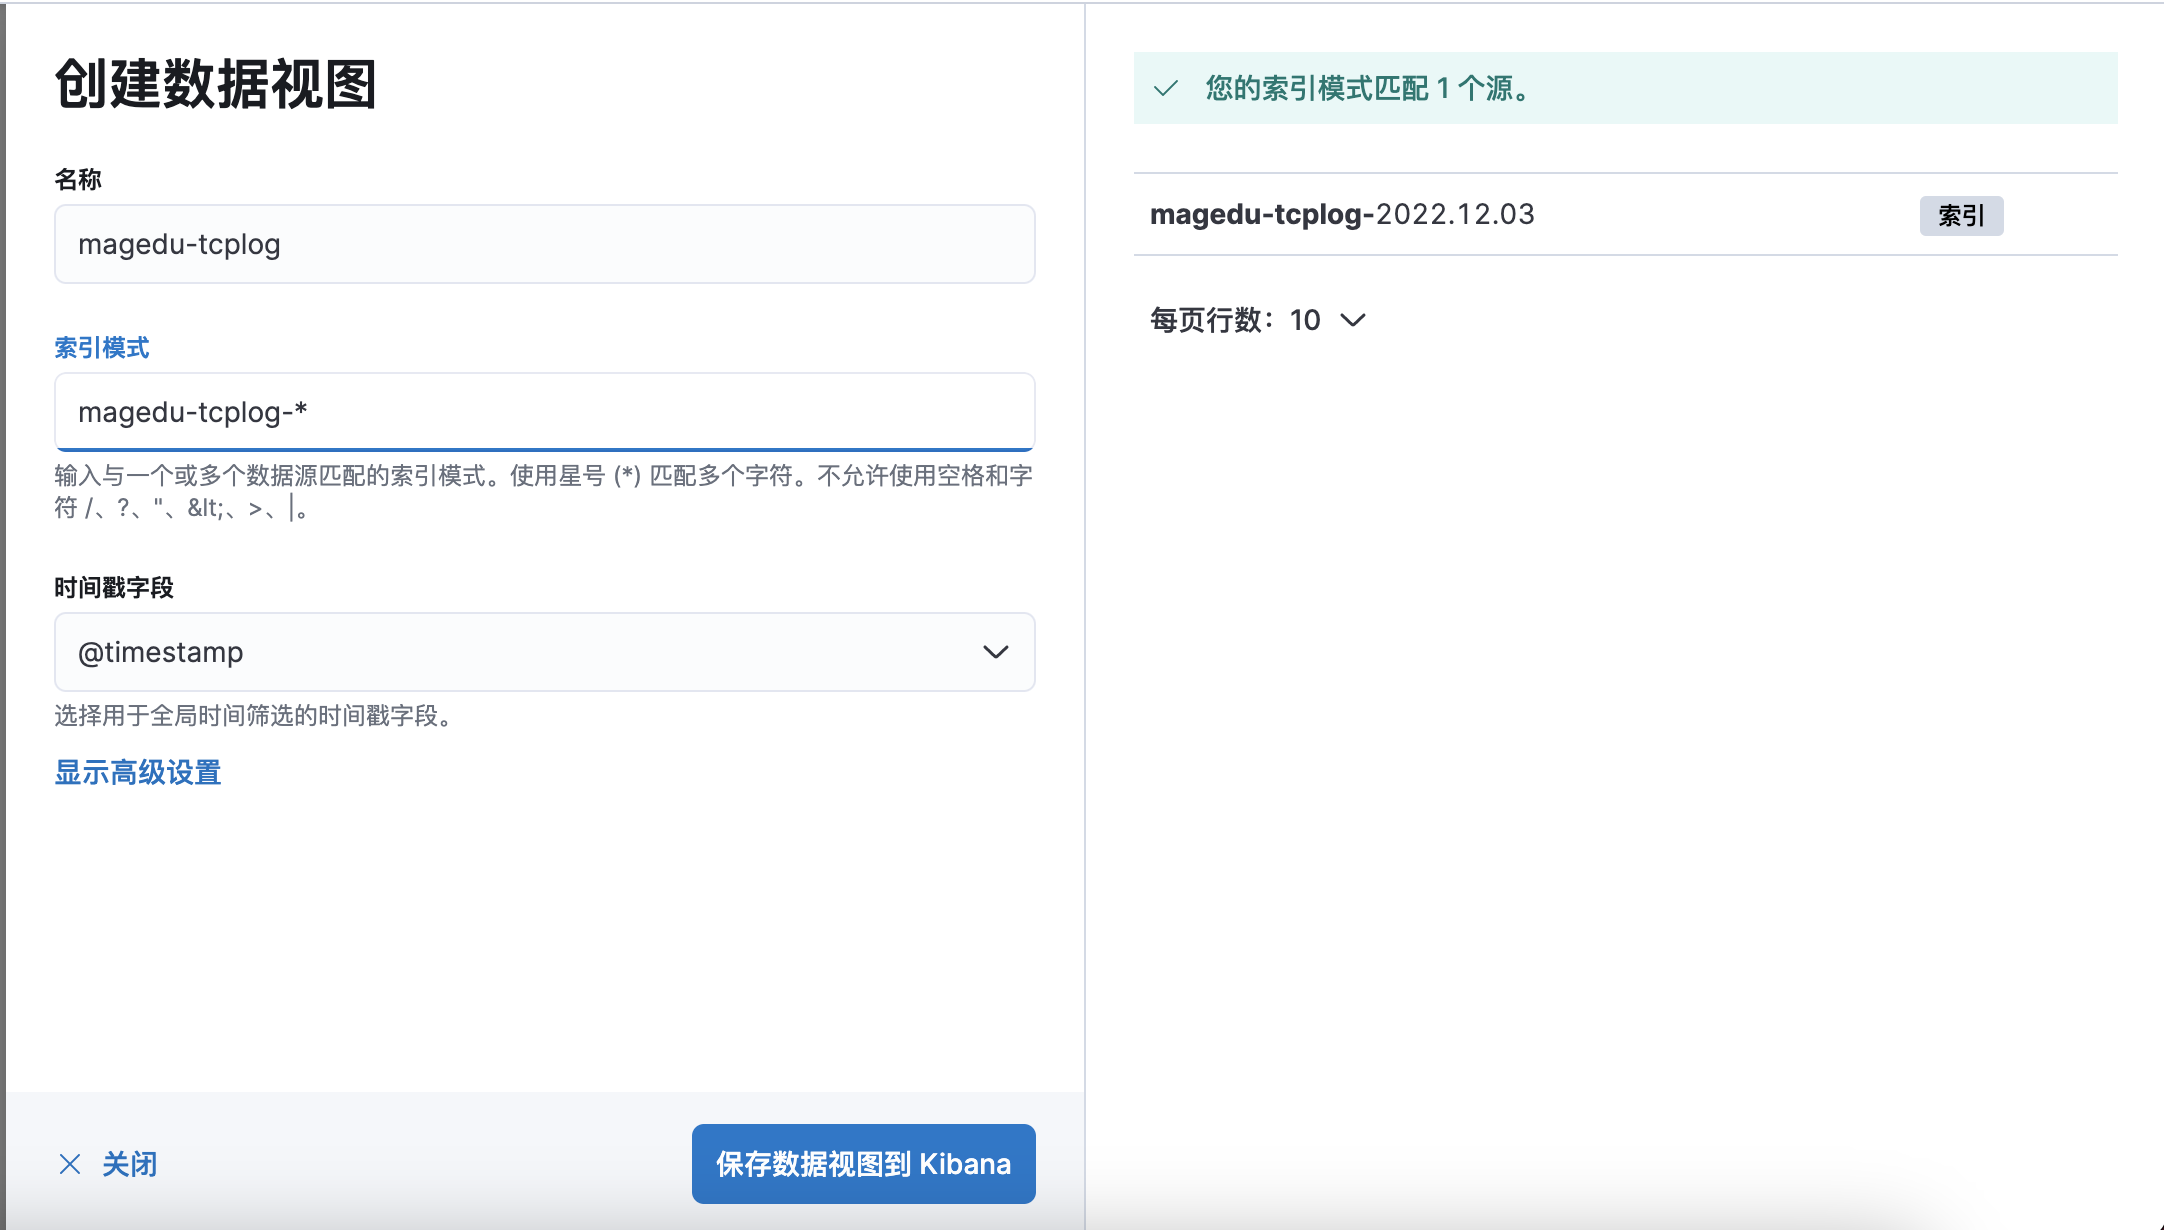 创建数据视图
名称
magedu-tcplog
索引模式
magedu-tcplog-*
输入与一个或多个数据源匹配的索引模式。使用星号 (*) 匹配多个字符。不允许使用空格和字
符 /、?、"、&lt;、>、|。
时间戳字段
@timestamp
选择用于全局时间筛选的时间戳字段。
显示高级设置
关闭
保存数据视图到 Kibana
您的索引模式匹配 1 个源。
magedu-tcplog-2022.12.03 索引
每页行数：10